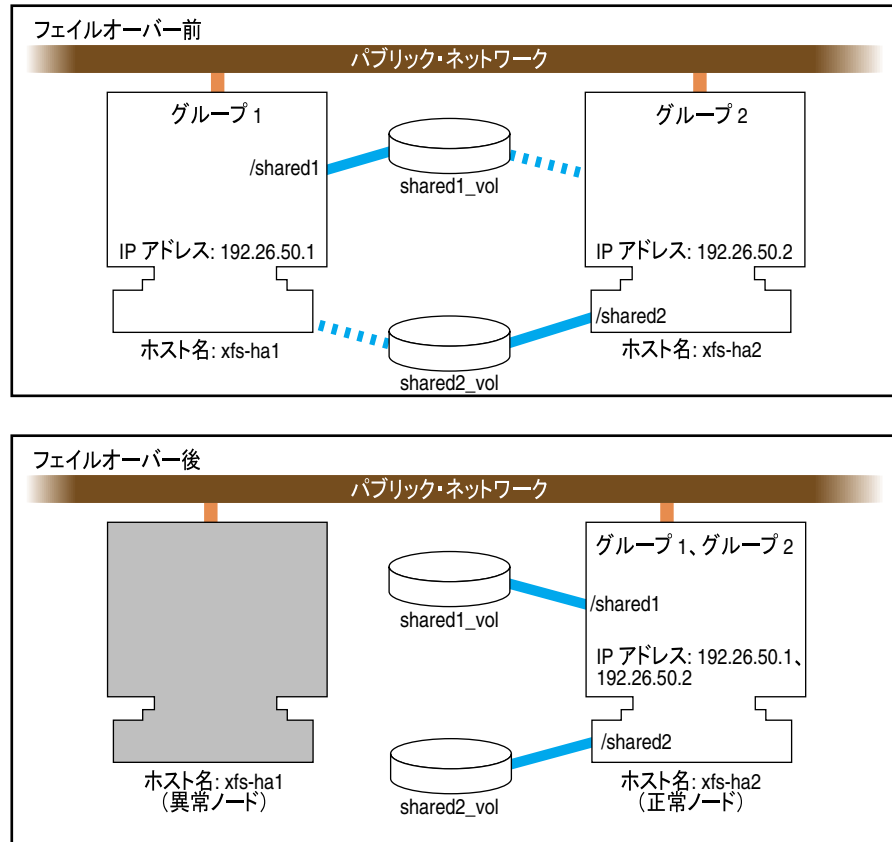 フェイルオーバー前
パブリック・ネットワーク
グループ 1
グループ 2
/shared1
shared1_vol
IP アドレス: 192.26.50.1
IP アドレス: 192.26.50.2
/shared2
ホスト名: xfs-ha1
ホスト名: xfs-ha2
shared2_vol
フェイルオーバー後
パブリック・ネットワーク
グループ 1、グループ 2
/shared1
shared1_vol
IP アドレス: 192.26.50.1、
192.26.50.2
/shared2
ホスト名: xfs-ha1
(異常ノード)
shared2_vol
ホスト名: xfs-ha2
(正常ノード)